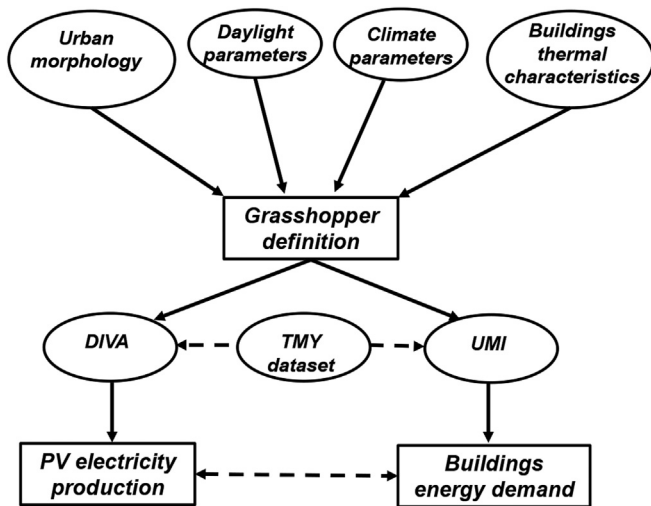 Urban
morphology
Daylight
parameters
Climate
parameters
Buildings
thermal
characteristics
Grasshopper
definition
DIVA
TMY
dataset
UMI
PV electricity
production
Buildings
energy demand